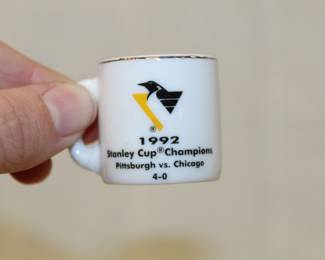 ®
1992
Stanley Cup® Champions
Pittsburgh vs. Chicago
4-0